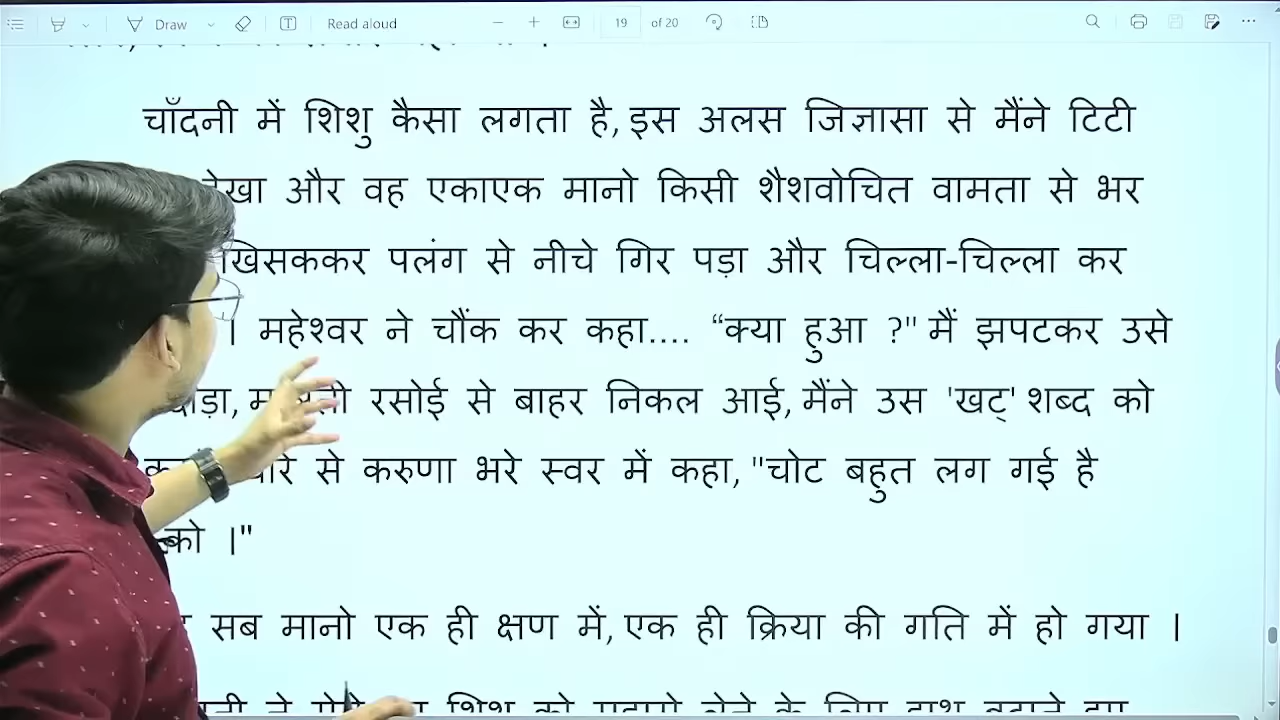 Draw
Read aloud
19
of 20
चाँदनी में शिशु कैसा लगता है, इस अलस जिज्ञासा से मैंने टिटी
और वह एकाएक मानो किसी शैशवोचित वामता से भर
खिसककर पलंग से नीचे गिर पड़ा और चिल्ला-चिल्ला कर
। महेश्वर ने चौंक कर कहा.... “क्या हुआ ?" मैं झपटकर उसे
रसोई से बाहर निकल आई, मैंने उस 'खट्' शब्द को
से करुणा भरे स्वर में कहा, "चोट बहुत लग गई है
को ।"
सब मानो एक ही क्षण में, एक ही क्रिया की गति में हो गया ।